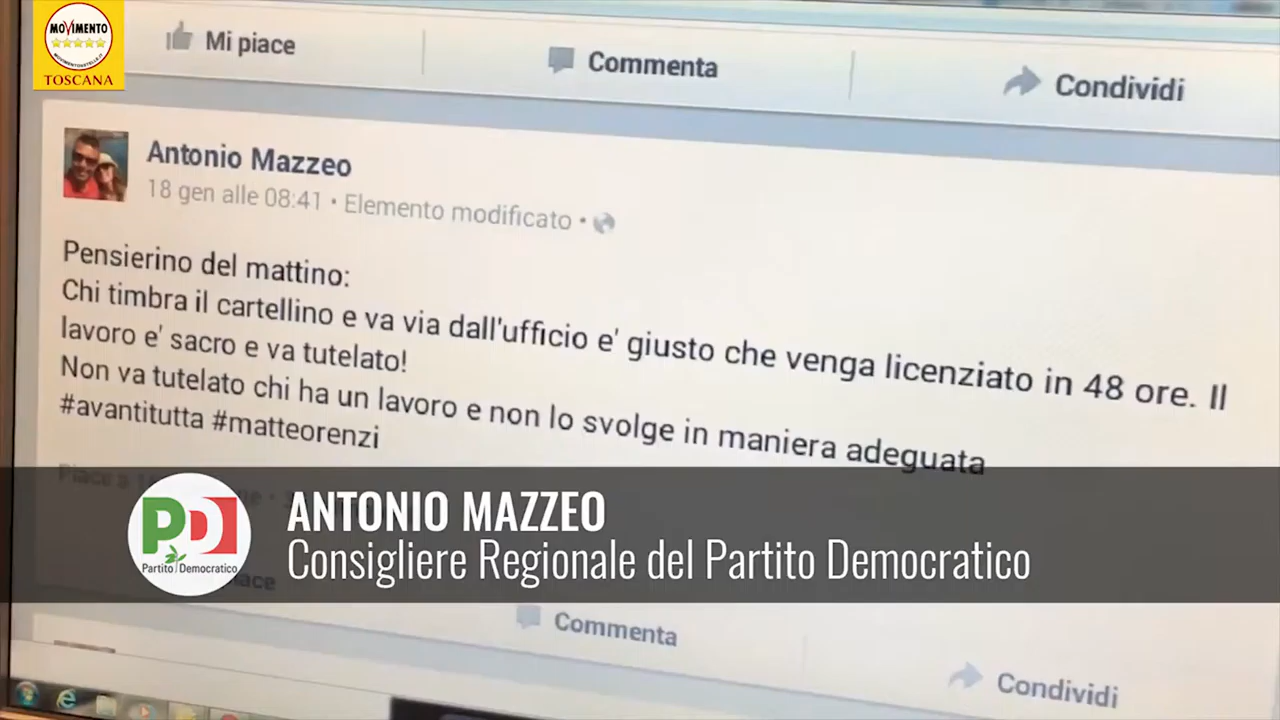 MOVIMENTO
MOVIMENTO5STELLE.IT
TOSCANA
Mi piace
Commenta
Condividi
Antonio Mazzeo
18 gen alle 08:41 • Elemento modificato •
Pensierino del mattino:
Chi timbra il cartellino e va via dall'ufficio e' giusto che venga licenziato in 48 ore. Il
lavoro e' sacro e va tutelato!
Non va tutelato chi ha un lavoro e non lo svolge in maniera adeguata
#avantitutta #matteorenzi
Piace a
PD
Partito Democratico
ANTONIO MAZZEO
Consigliere Regionale del Partito Democratico
Commenta
Condividi